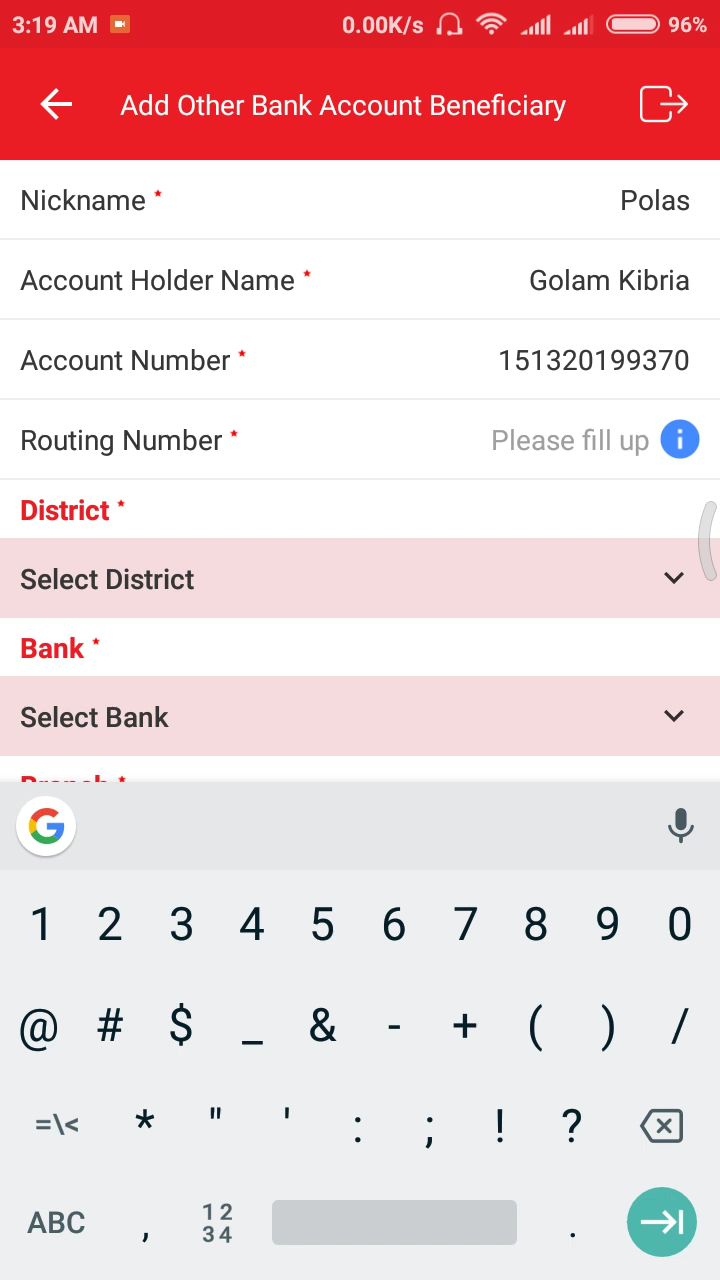 3:19 AM 0.00K/s 96%
Add Other Bank Account Beneficiary
Nickname * Polas
Account Holder Name * Golam Kibria
Account Number * 151320199370
Routing Number * Please fill up i
District *
Select District
Bank *
Select Bank
Branch *
G
1 2 3 4 5 6 7 8 9 0
@ # $ _ & - + ( ) /
=\< * " ' : ; ! ?
ABC , 12 34 .